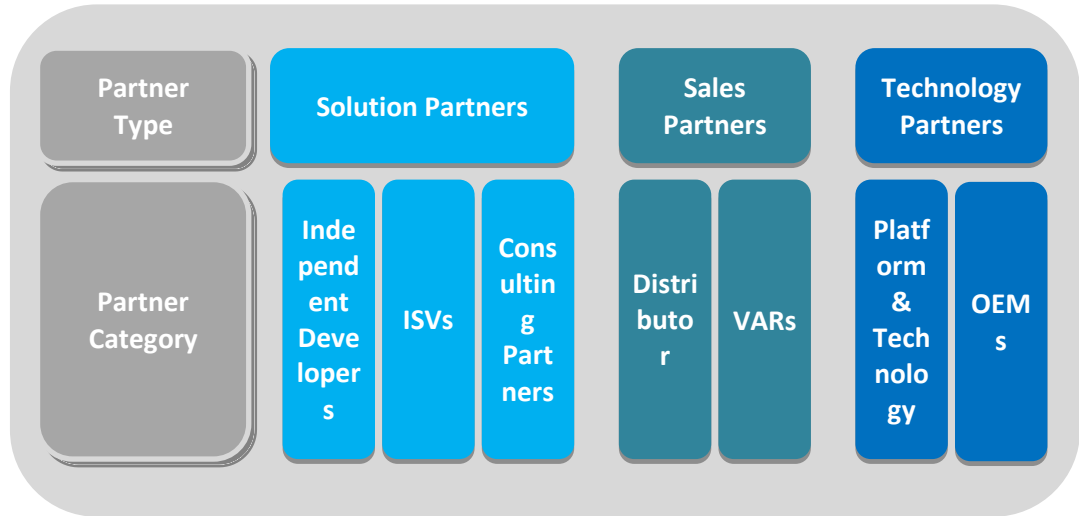 Partner
Type
Solution Partners
Sales
Partners
Technology
Partners
Partner
Category
Inde
pend
ent
Deve
loper
s
ISVs
Cons
ultin
g
Part
ners
Distri
buto
r
VARs
Platf
orm
&
Tech
nolo
gy
OEM
s